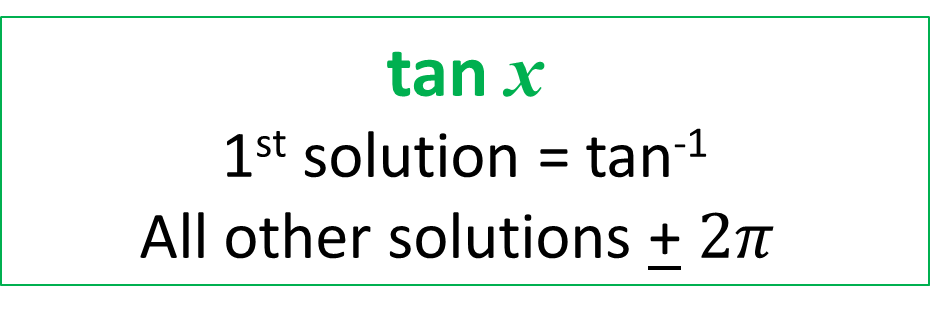 tan x
1st solution = tan-1
All other solutions ± 2π